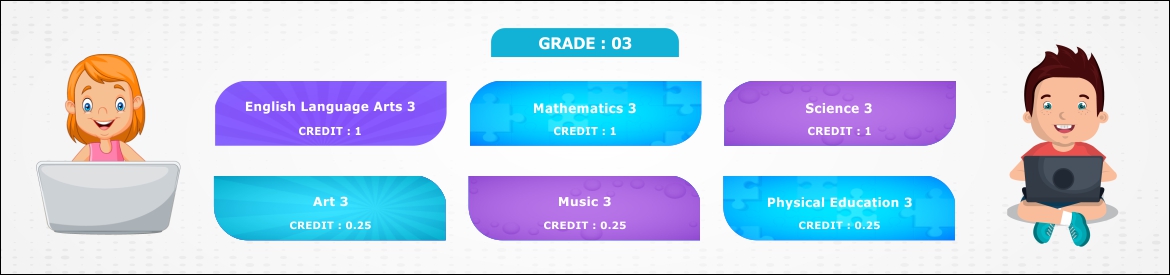 GRADE : 03
English Language Arts 3
CREDIT : 1
Mathematics 3
CREDIT : 1
Science 3
CREDIT : 1
Art 3
CREDIT : 0.25
Music 3
CREDIT : 0.25
Physical Education 3
CREDIT : 0.25